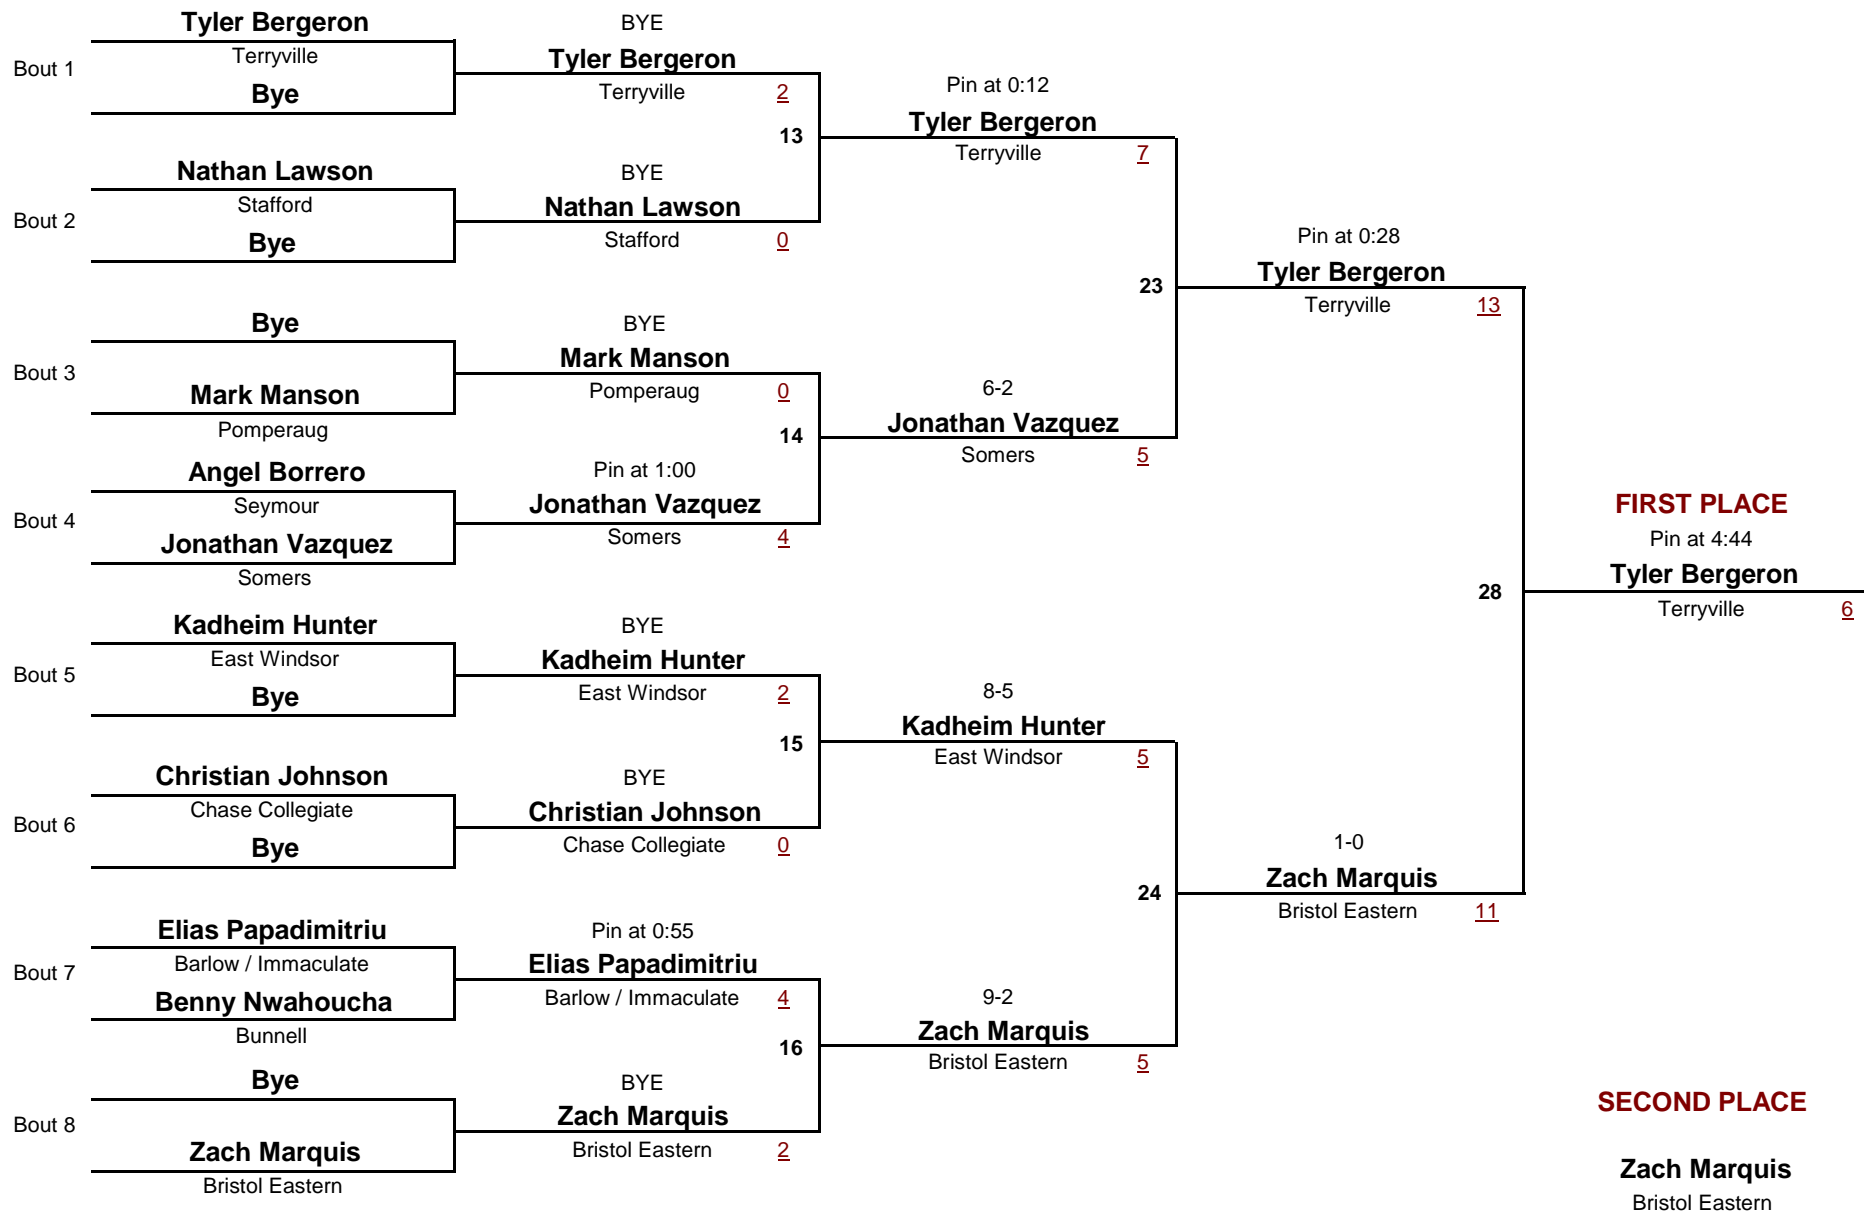 Tyler Bergeron
Terryville
Bout 1
Bye
Nathan Lawson
Stafford
Bout 2
Bye
Bye
Bout 3
Mark Manson
Pomperaug
Angel Borrero
Seymour
Bout 4
Jonathan Vazquez
Somers
Kadheim Hunter
East Windsor
Bout 5
Bye
Christian Johnson
Chase Collegiate
Bout 6
Bye
Elias Papadimitriu
Barlow / Immaculate
Bout 7
Benny Nwahoucha
Bunnell
Bye
Bout 8
Zach Marquis
Bristol Eastern
BYE
Tyler Bergeron
Terryville 2
13
BYE
Nathan Lawson
Stafford 0
BYE
Mark Manson
Pomperaug 0
14
Pin at 1:00
Jonathan Vazquez
Somers 4
BYE
Kadheim Hunter
East Windsor 2
15
BYE
Christian Johnson
Chase Collegiate 0
Pin at 0:55
Elias Papadimitriu
Barlow / Immaculate 4
16
BYE
Zach Marquis
Bristol Eastern 2
Pin at 0:12
Tyler Bergeron
Terryville 7
23
6-2
Jonathan Vazquez
Somers 5
8-5
Kadheim Hunter
East Windsor 5
24
9-2
Zach Marquis
Bristol Eastern 5
Pin at 0:28
Tyler Bergeron
Terryville 13
28
1-0
Zach Marquis
Bristol Eastern 11
FIRST PLACE
Pin at 4:44
Tyler Bergeron
Terryville 6
SECOND PLACE
Zach Marquis
Bristol Eastern